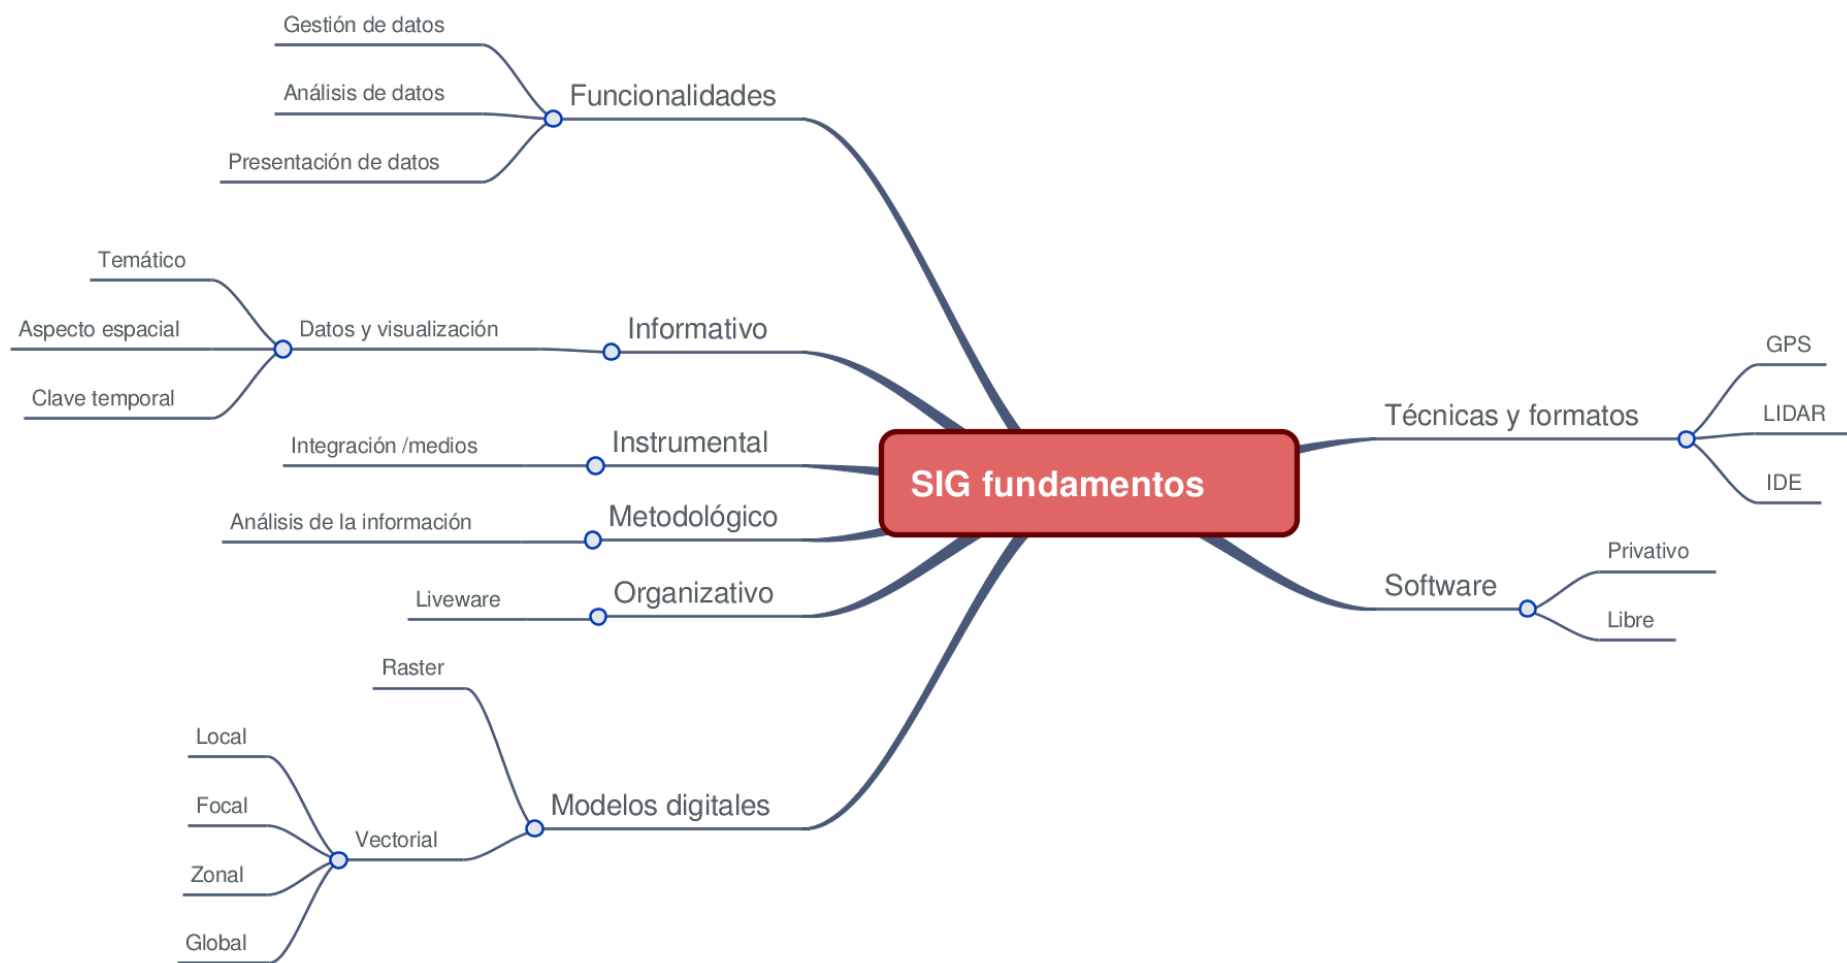 Gestión de datos
Análisis de datos
Presentación de datos
Funcionalidades
Temático
Aspecto espacial
Clave temporal
Datos y visualización
Informativo
Integración /medios
Instrumental
Análisis de la información
Metodológico
Liveware
Organizativo
Raster
Local
Focal
Zonal
Global
Vectorial
Modelos digitales
SIG fundamentos
Técnicas y formatos
GPS
LIDAR
IDE
Software
Privativo
Libre